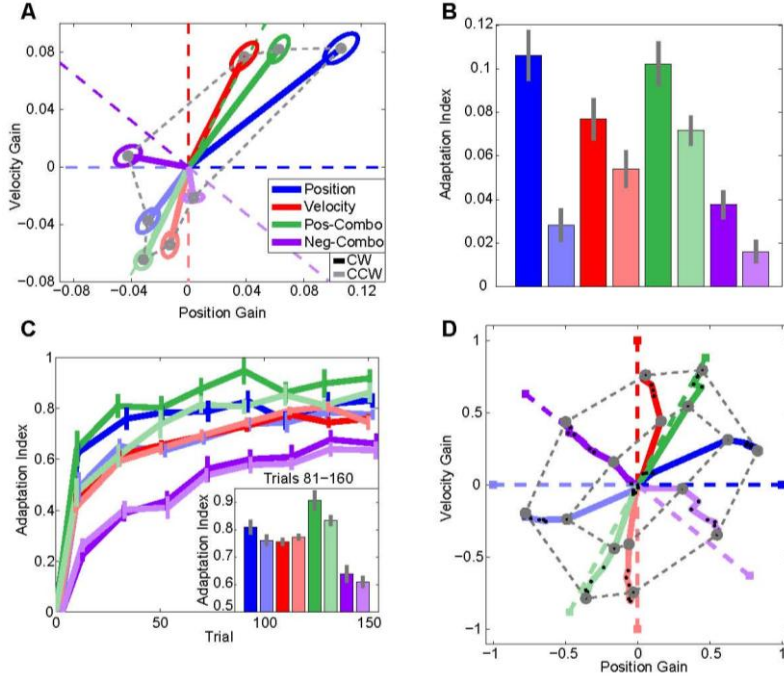 A
0.08
0.04
0
−0.04
−0.08
Velocity Gain
−0.08
−0.04
0
0.04
0.08
0.12
Position Gain
Position
Velocity
Pos-Combo
Neg-Combo
CW
CCW
B
0.12
0.1
0.08
0.06
0.04
0.02
0
Adaptation Index
C
1
0.8
0.6
0.4
0.2
0
Adaptation Index
0
50
100
150
Trial
Trials 81−160
0.9
0.8
0.7
0.6
0.5
Adaptation Index
D
1
0.5
0
−0.5
−1
Velocity Gain
−1
−0.5
0
0.5
1
Position Gain